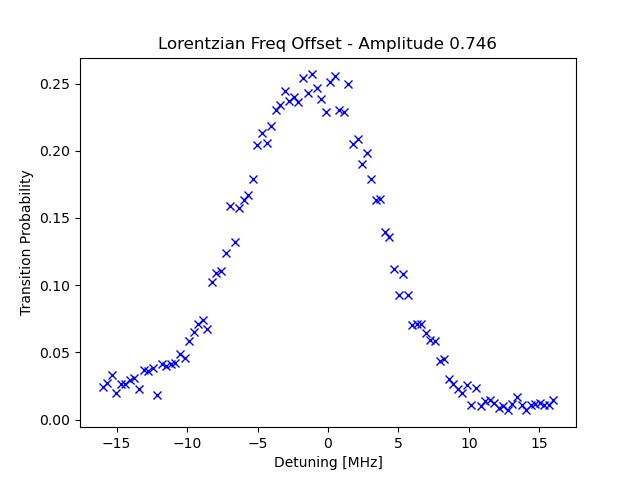 Lorentzian Freq Offset - Amplitude 0.746
Transition Probability
0.25
0.20
0.15
0.10
0.05
0.00
−15 −10 −5 0 5 10 15
Detuning [MHz]